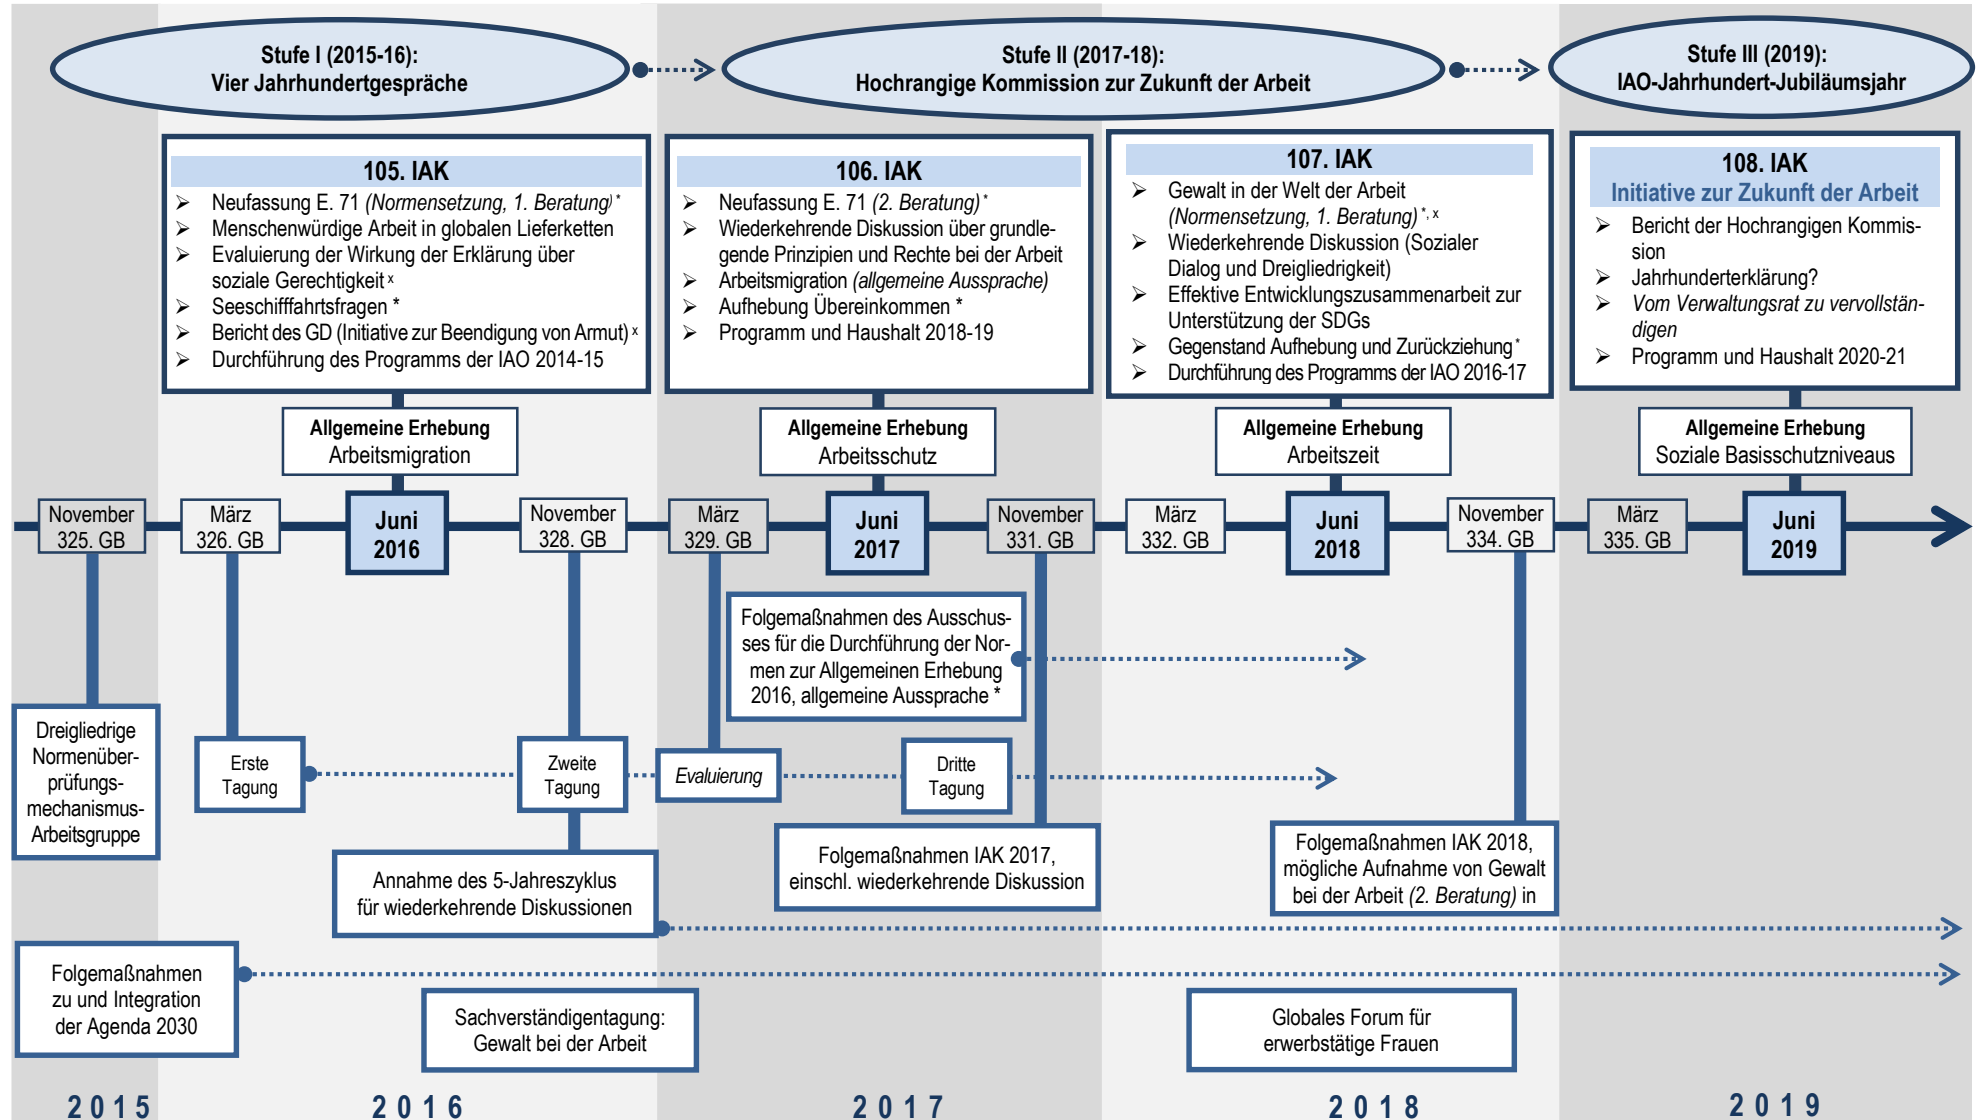 Stufe I (2015-16):
Vier Jahrhundertgespräche
Stufe II (2017-18):
Hochrangige Kommission zur Zukunft der Arbeit
Stufe III (2019):
IAO-Jahrhundert-Jubiläumsjahr
105. IAK
➢ Neufassung E. 71 (Normensetzung, 1. Beratung) *
➢ Menschenwürdige Arbeit in globalen Lieferketten
➢ Evaluierung der Wirkung der Erklärung über
soziale Gerechtigkeit x
➢ Seeschifffahrtsfragen *
➢ Bericht des GD (Initiative zur Beendigung von Armut) x
➢ Durchführung des Programms der IAO 2014-15
106. IAK
➢ Neufassung E. 71 (2. Beratung) *
➢ Wiederkehrende Diskussion über grundle-
gende Prinzipien und Rechte bei der Arbeit
➢ Arbeitsmigration (allgemeine Aussprache)
➢ Aufhebung Übereinkommen *
➢ Programm und Haushalt 2018-19
107. IAK
➢ Gewalt in der Welt der Arbeit
(Normensetzung, 1. Beratung) *, x
➢ Wiederkehrende Diskussion (Sozialer
Dialog und Dreigliedrigkeit)
➢ Effektive Entwicklungszusammenarbeit zur
Unterstützung der SDGs
➢ Gegenstand Aufhebung und Zurückziehung *
➢ Durchführung des Programms der IAO 2016-17
108. IAK
Initiative zur Zukunft der Arbeit
➢ Bericht der Hochrangigen Kommis-
sion
➢ Jahrhunderterklärung?
➢ Vom Verwaltungsrat zu vervollstän-
digen
➢ Programm und Haushalt 2020-21
Allgemeine Erhebung
Arbeitsmigration
Allgemeine Erhebung
Arbeitsschutz
Allgemeine Erhebung
Arbeitszeit
Allgemeine Erhebung
Soziale Basisschutzniveaus
November
325. GB
März
326. GB
Juni
2016
November
328. GB
März
329. GB
Juni
2017
November
331. GB
März
332. GB
Juni
2018
November
334. GB
März
335. GB
Juni
2019
Folgemaßnahmen des Ausschus-
ses für die Durchführung der Nor-
men zur Allgemeinen Erhebung
2016, allgemeine Aussprache *
Dreigliedrige
Normenüber-
prüfungs-
mechanismus-
Arbeitsgruppe
Erste
Tagung
Zweite
Tagung
Evaluierung
Dritte
Tagung
Annahme des 5-Jahreszyklus
für wiederkehrende Diskussionen
Folgemaßnahmen IAK 2017,
einschl. wiederkehrende Diskussion
Folgemaßnahmen IAK 2018,
mögliche Aufnahme von Gewalt
bei der Arbeit (2. Beratung) in
Folgemaßnahmen
zu und Integration
der Agenda 2030
Sachverständigentagung:
Gewalt bei der Arbeit
Globales Forum für
erwerbstätige Frauen
2015
2016
2017
2018
2019